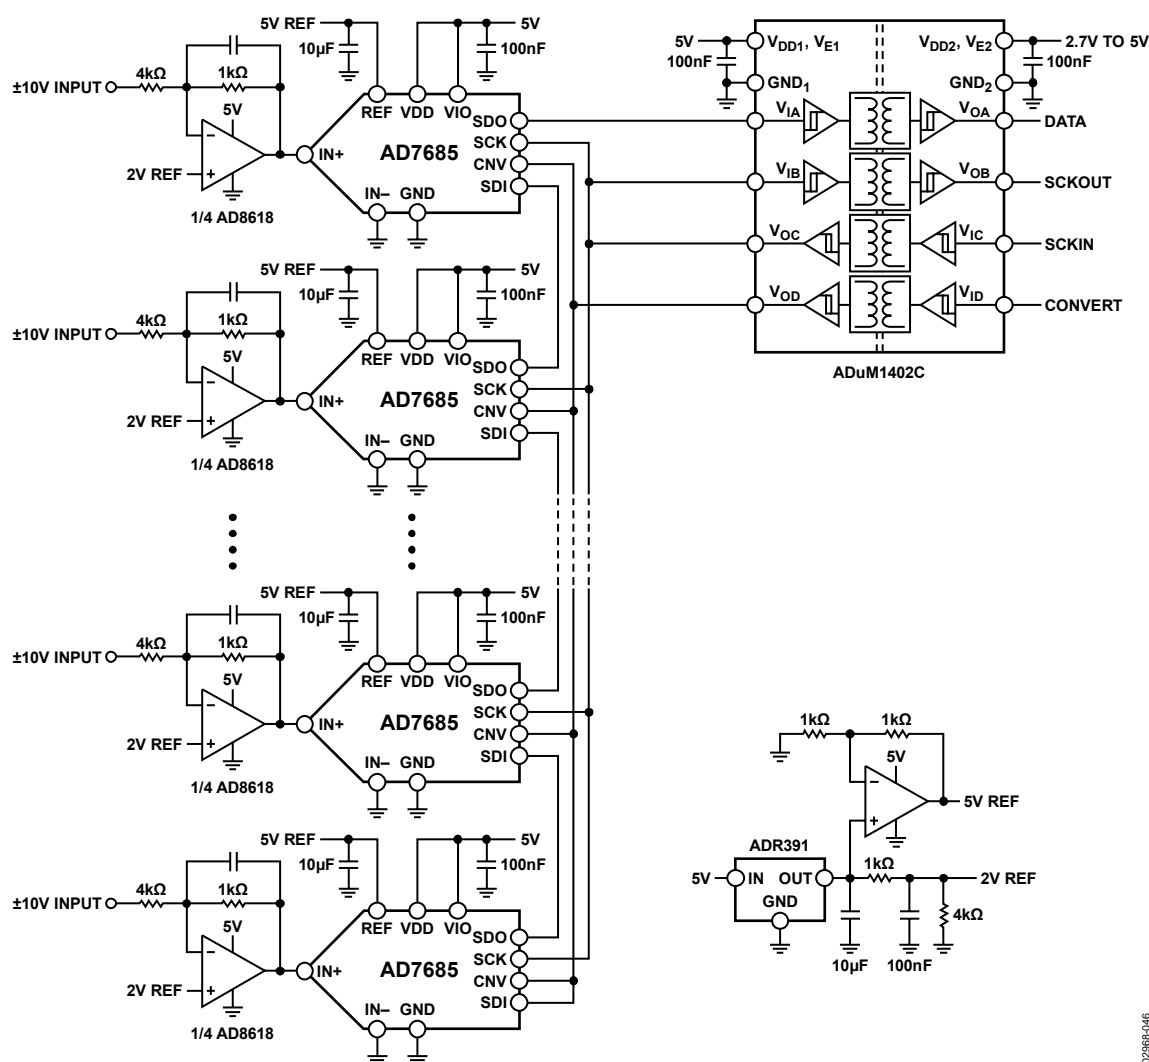 5V REF
10µF
5V
100nF
±10V INPUT
4kΩ
1kΩ
5V
2V REF
1/4 AD8618
REF VDD VIO
IN+
AD7685
SDO
SCK
CNV
SDI
IN– GND
5V REF
10µF
5V
100nF
±10V INPUT
4kΩ
1kΩ
5V
2V REF
1/4 AD8618
REF VDD VIO
IN+
AD7685
SDO
SCK
CNV
SDI
IN– GND
5V REF
10µF
5V
100nF
±10V INPUT
4kΩ
1kΩ
5V
2V REF
1/4 AD8618
REF VDD VIO
IN+
AD7685
SDO
SCK
CNV
SDI
IN– GND
5V REF
10µF
5V
100nF
±10V INPUT
4kΩ
1kΩ
5V
2V REF
1/4 AD8618
REF VDD VIO
IN+
AD7685
SDO
SCK
CNV
SDI
IN– GND
5V
100nF
VDD1, VE1
GND1
VDD2, VE2
GND2
2.7V TO 5V
100nF
VIA
VOA
DATA
VIB
VOB
SCKOUT
VOC
VIC
SCKIN
VOD
VID
CONVERT
ADuM1402C
1kΩ
1kΩ
5V
5V REF
ADR391
5V
IN OUT
GND
1kΩ
2V REF
4kΩ
10µF
100nF
02968-046